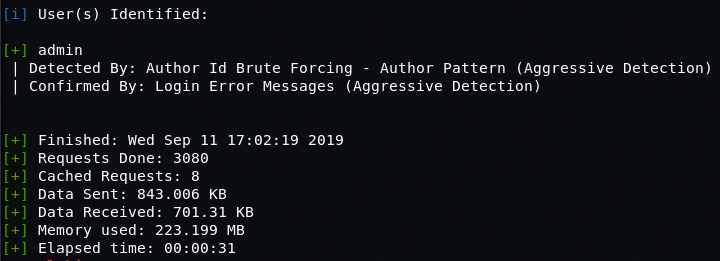 [i] User(s) Identified:
[+] admin
| Detected By: Author Id Brute Forcing - Author Pattern (Aggressive Detection)
| Confirmed By: Login Error Messages (Aggressive Detection)
[+] Finished: Wed Sep 11 17:02:19 2019
[+] Requests Done: 3080
[+] Cached Requests: 8
[+] Data Sent: 843.006 KB
[+] Data Received: 701.31 KB
[+] Memory used: 223.199 MB
[+] Elapsed time: 00:00:31